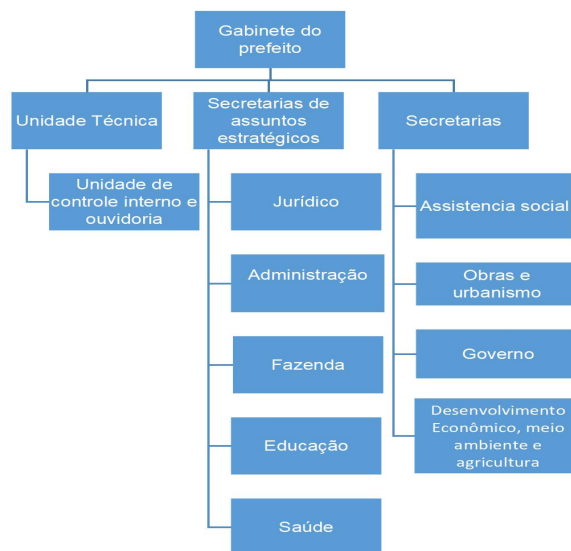 Gabinete do
prefeito
Unidade Técnica
Secretarias de
assuntos
estratégicos
Secretarias
Unidade de
controle interno e
ouvidoria
Jurídico
Administração
Fazenda
Educação
Saúde
Assistencia social
Obras e
urbanismo
Governo
Desenvolvimento
Econômico, meio
ambiente e
agricultura